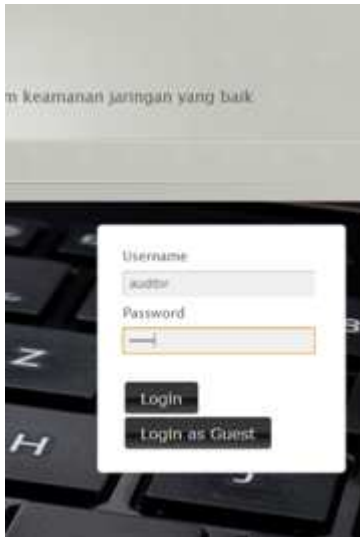 m keamanan jaringan yang baik
Username
auditor
Password
Login
Login as Guest
Z
H